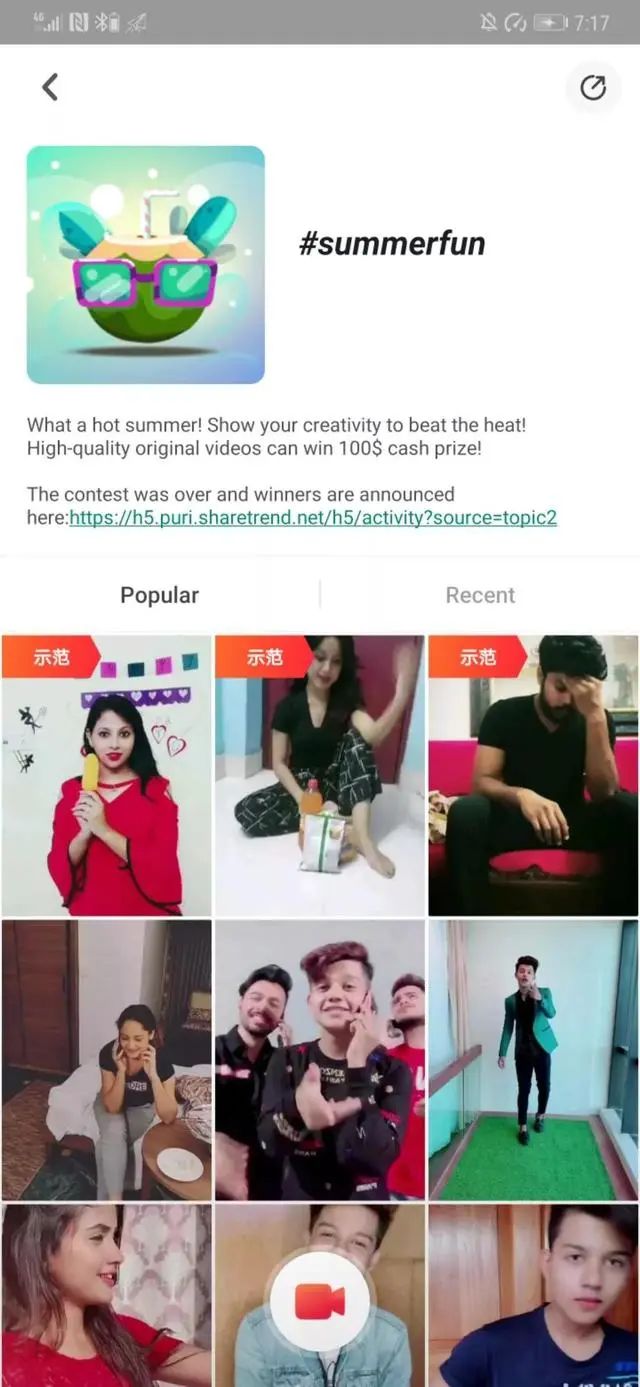 4G
7:17
#summerfun
What a hot summer! Show your creativity to beat the heat!
High-quality original videos can win 100$ cash prize!
The contest was over and winners are announced
here:https://h5.puri.sharetrend.net/h5/activity?source=topic2
Popular
Recent
示范
示范
示范